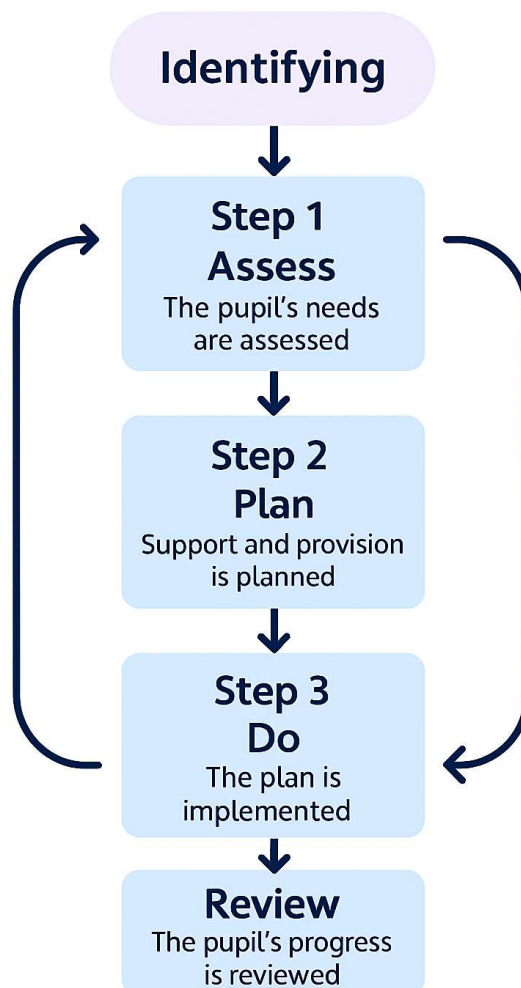 Identifying
Step 1
Assess
The pupil's needs
are assessed
Step 2
Plan
Support and provision
is planned
Step 3
Do
The plan is
implemented
Review
The pupil's progress
is reviewed